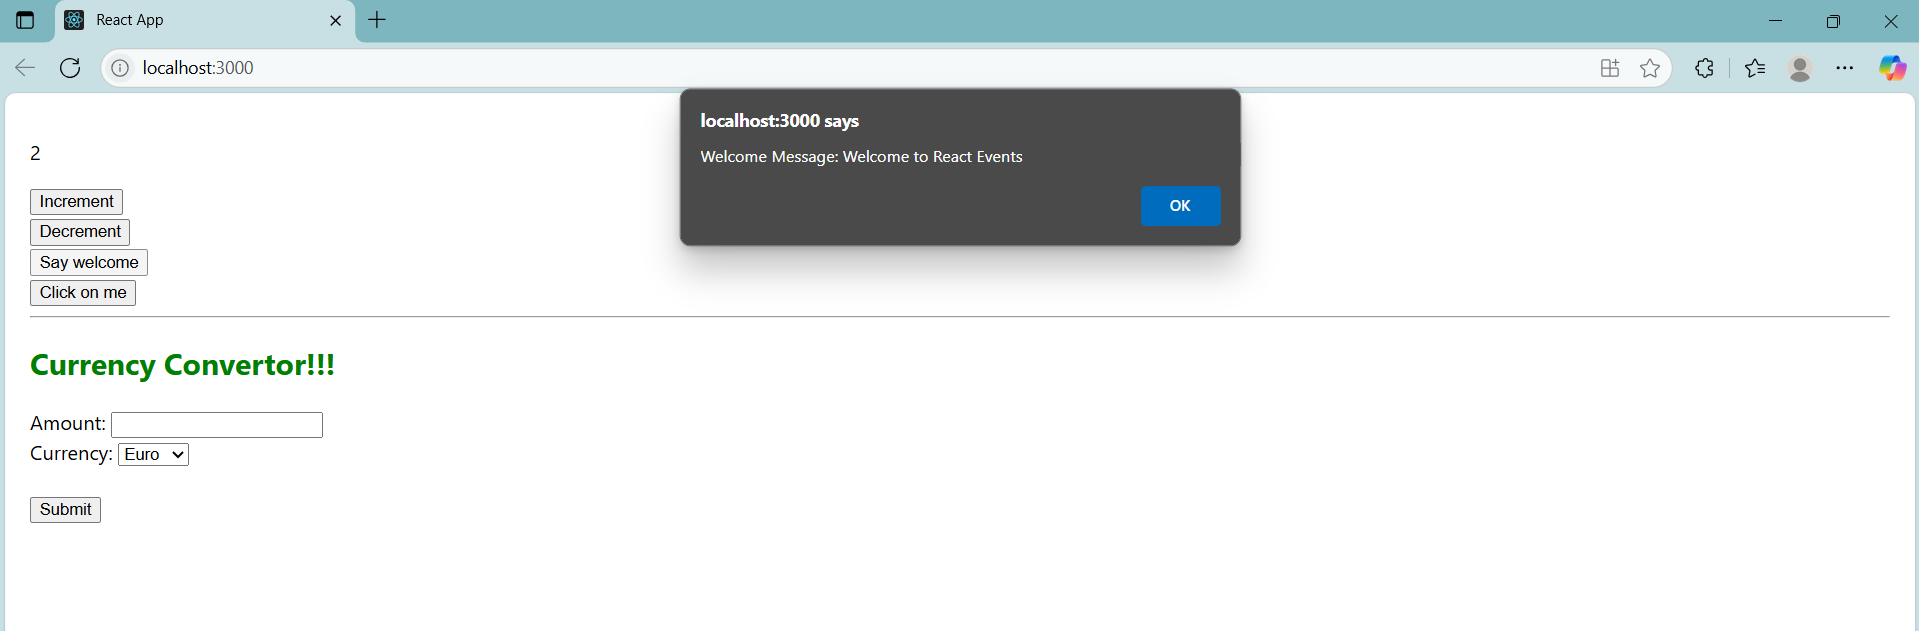 React App
localhost:3000
localhost:3000 says
Welcome Message: Welcome to React Events
OK
2
Increment
Decrement
Say welcome
Click on me
Currency Convertor!!!
Amount:
Currency: Euro
Submit